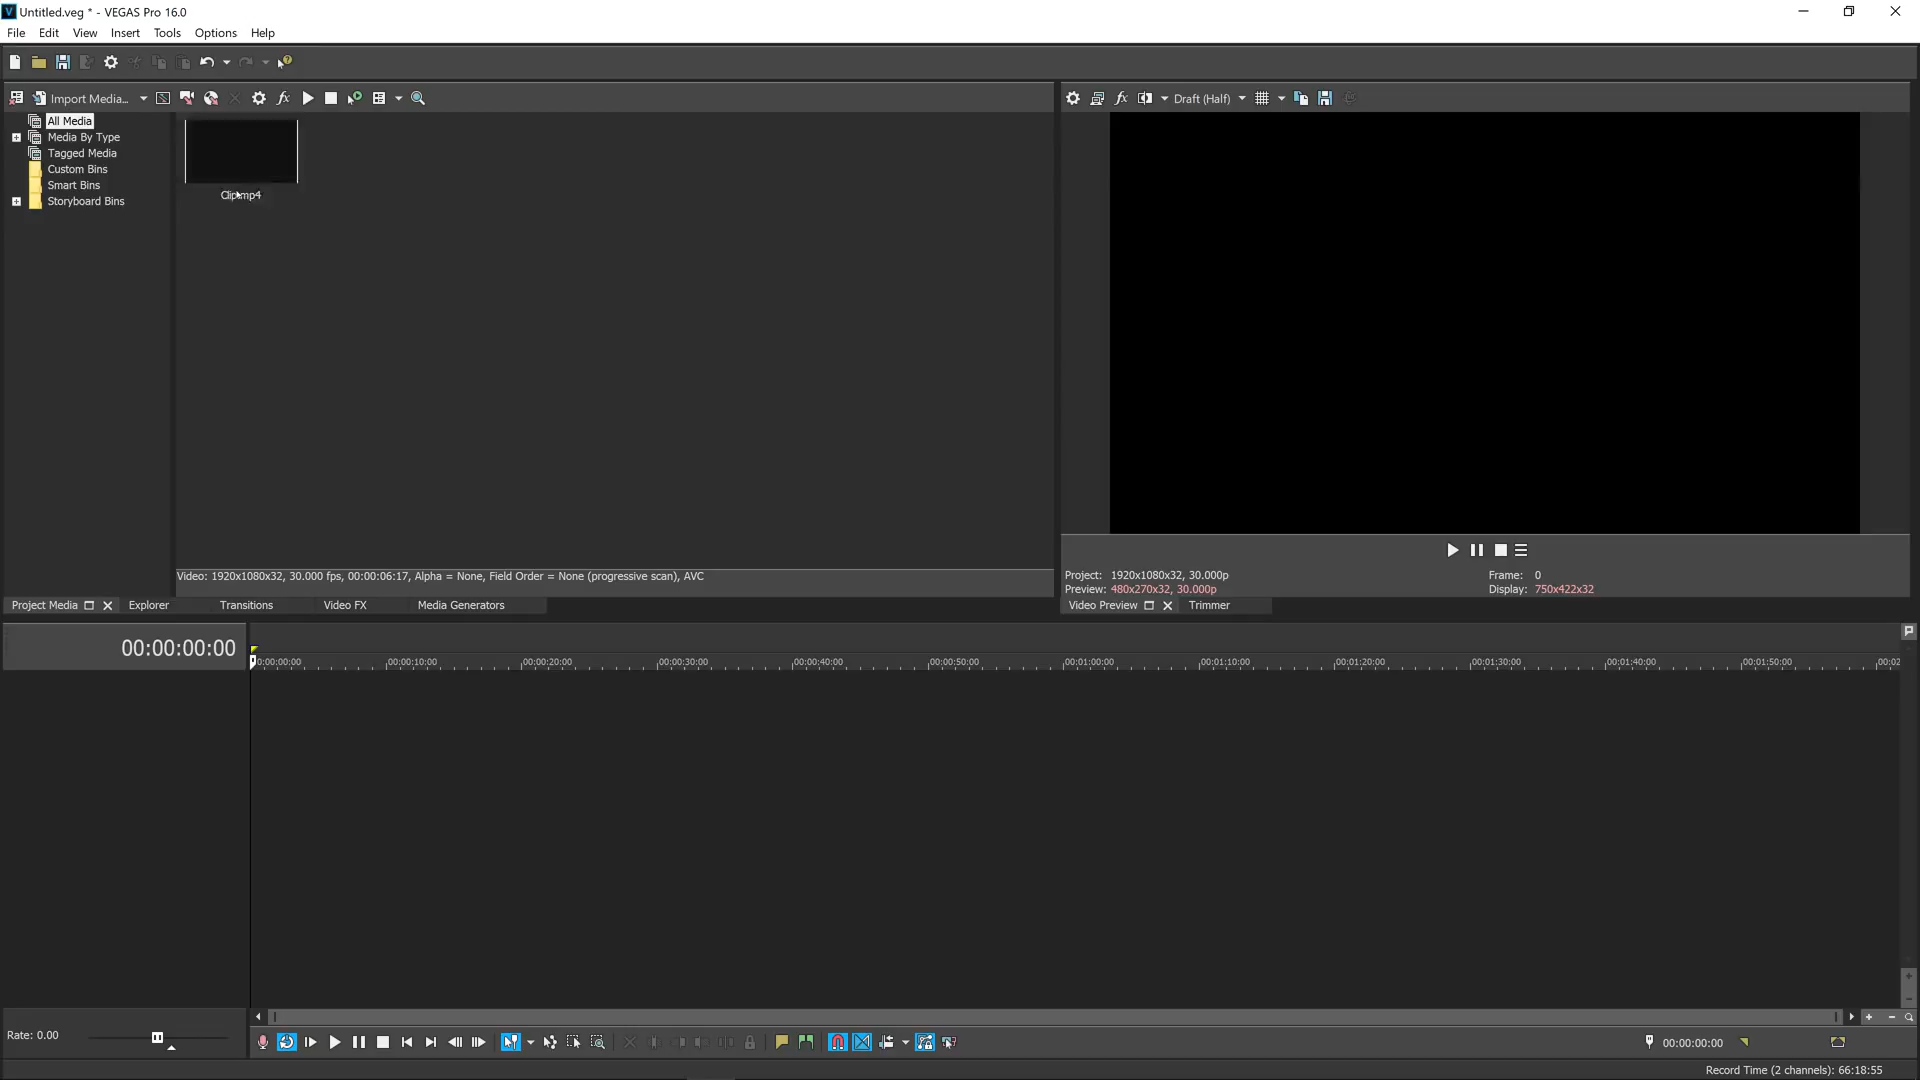 Untitled.veg * - VEGAS Pro 16.0
File Edit View Insert Tools Options Help
Import Media...
Draft (Half)
All Media
Media By Type
Tagged Media
Custom Bins
Smart Bins
Storyboard Bins
Clip.mp4
Video: 1920x1080x32, 30.000 fps, 00:00:06:17, Alpha = None, Field Order = None (progressive scan), AVC
Project: 1920x1080x32, 30.000p
Frame: 0
Preview: 480x270x32, 30.000p
Display: 750x422x32
Project Media Explorer Transitions Video FX Media Generators
Video Preview Trimmer
00:00:00:00
0:00:00:00 00:00:10:00 00:00:20:00 00:00:30:00 00:00:40:00 00:00:50:00 00:01:00:00 00:01:10:00 00:01:20:00 00:01:30:00 00:01:40:00 00:01:50:00 00:02
Rate: 0.00
00:00:00:00
Record Time (2 channels): 66:18:55